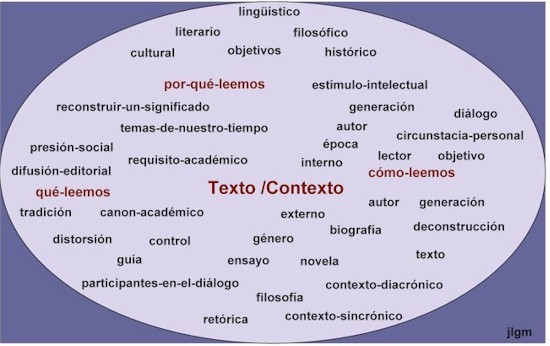 lingüistico
literario
filosófico
cultural
objetivos
histórico
por-qué-leemos
estímulo-intelectual
reconstruir-un-significado
generación
diálogo
temas-de-nuestro-tiempo
autor
circunstacia-personal
época
presión-social
requisito-académico
interno
lector
objetivo
difusión-editorial
cómo-leemos
qué-leemos
Texto /Contexto
autor
generación
tradición
canon-académico
externo
biografía
deconstrucción
distorsión
control
género
texto
guía
ensayo
novela
participantes-en-el-diálogo
contexto-diacrónico
filosofía
retórica
contexto-sincrónico
jlgm